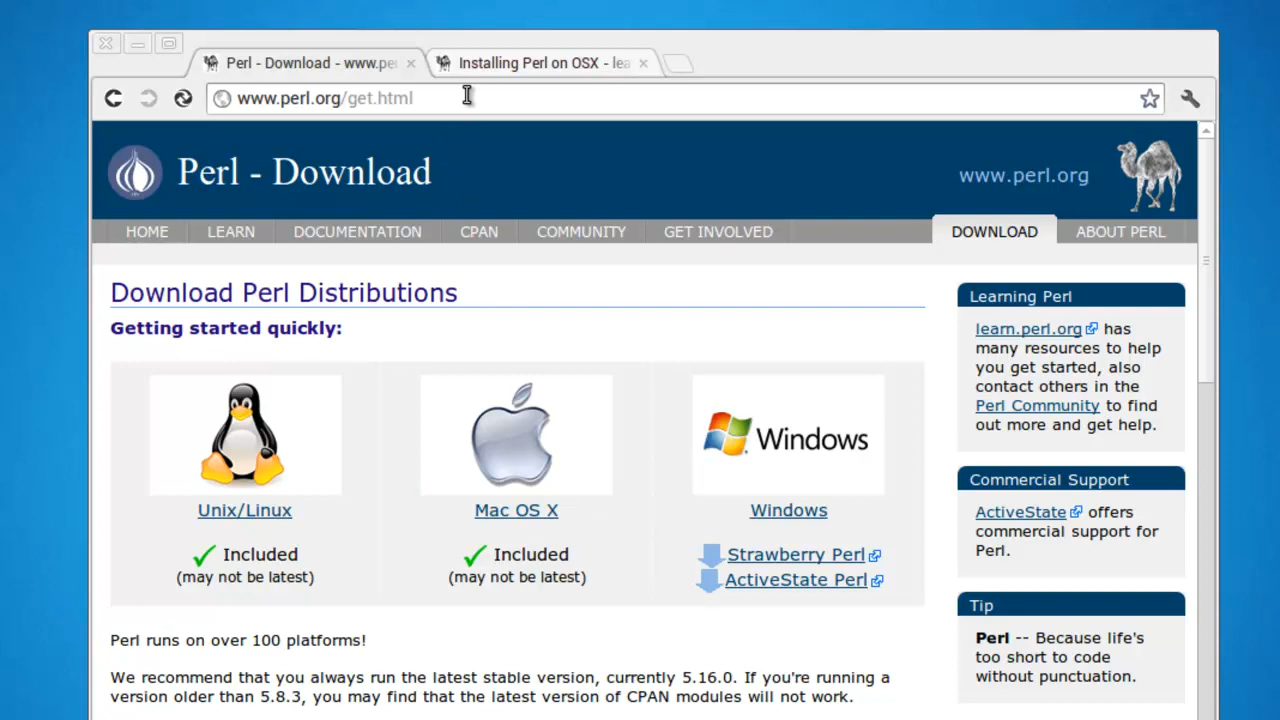 Perl - Download - www.pe
Installing Perl on OSX - lea
www.perl.org/get.html
Perl - Download
www.perl.org
HOME
LEARN
DOCUMENTATION
CPAN
COMMUNITY
GET INVOLVED
DOWNLOAD
ABOUT PERL
Download Perl Distributions
Getting started quickly:
Windows
Unix/Linux
Mac OS X
Windows
Included
(may not be latest)
Included
(may not be latest)
Strawberry Perl
ActiveState Perl
Perl runs on over 100 platforms!
We recommend that you always run the latest stable version, currently 5.16.0. If you're running a
version older than 5.8.3, you may find that the latest version of CPAN modules will not work.
Learning Perl
learn.perl.org has
many resources to help
you get started, also
contact others in the
Perl Community to find
out more and get help.
Commercial Support
ActiveState offers
commercial support for
Perl.
Tip
Perl -- Because life's
too short to code
without punctuation.